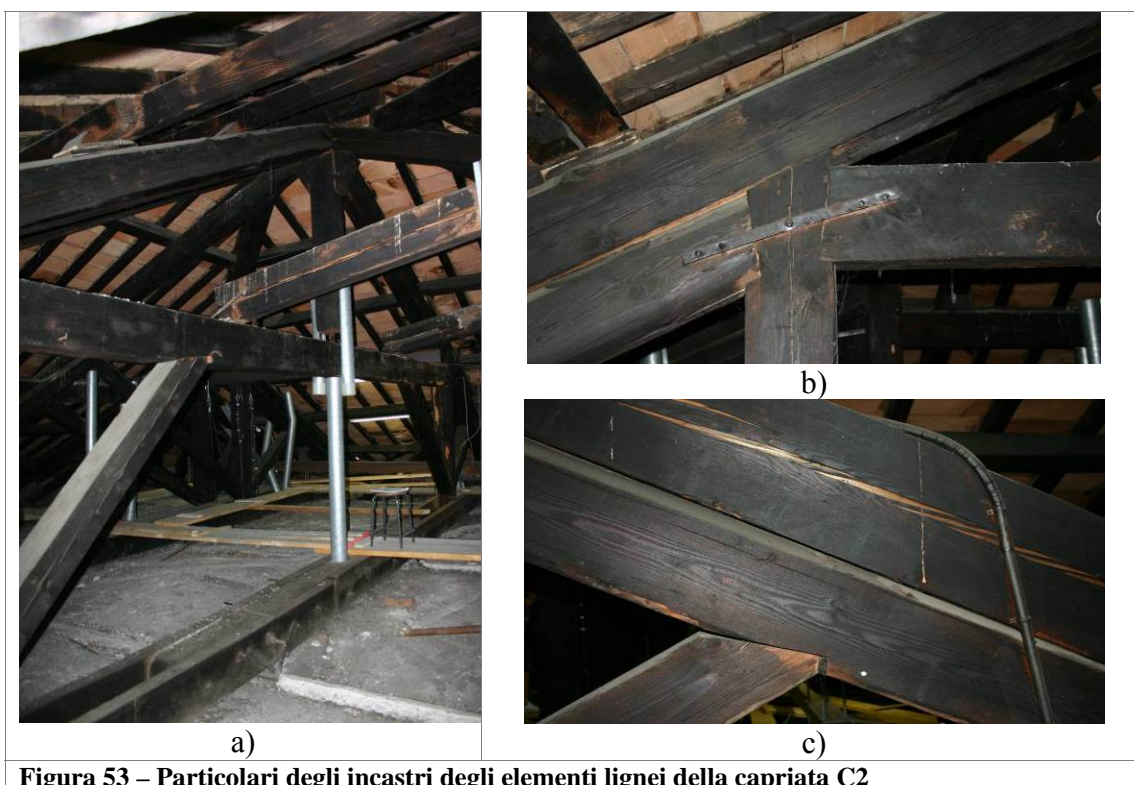 b)
a)
c)
Figura 53 – Particolari degli incastri degli elementi lignei della capriata C2